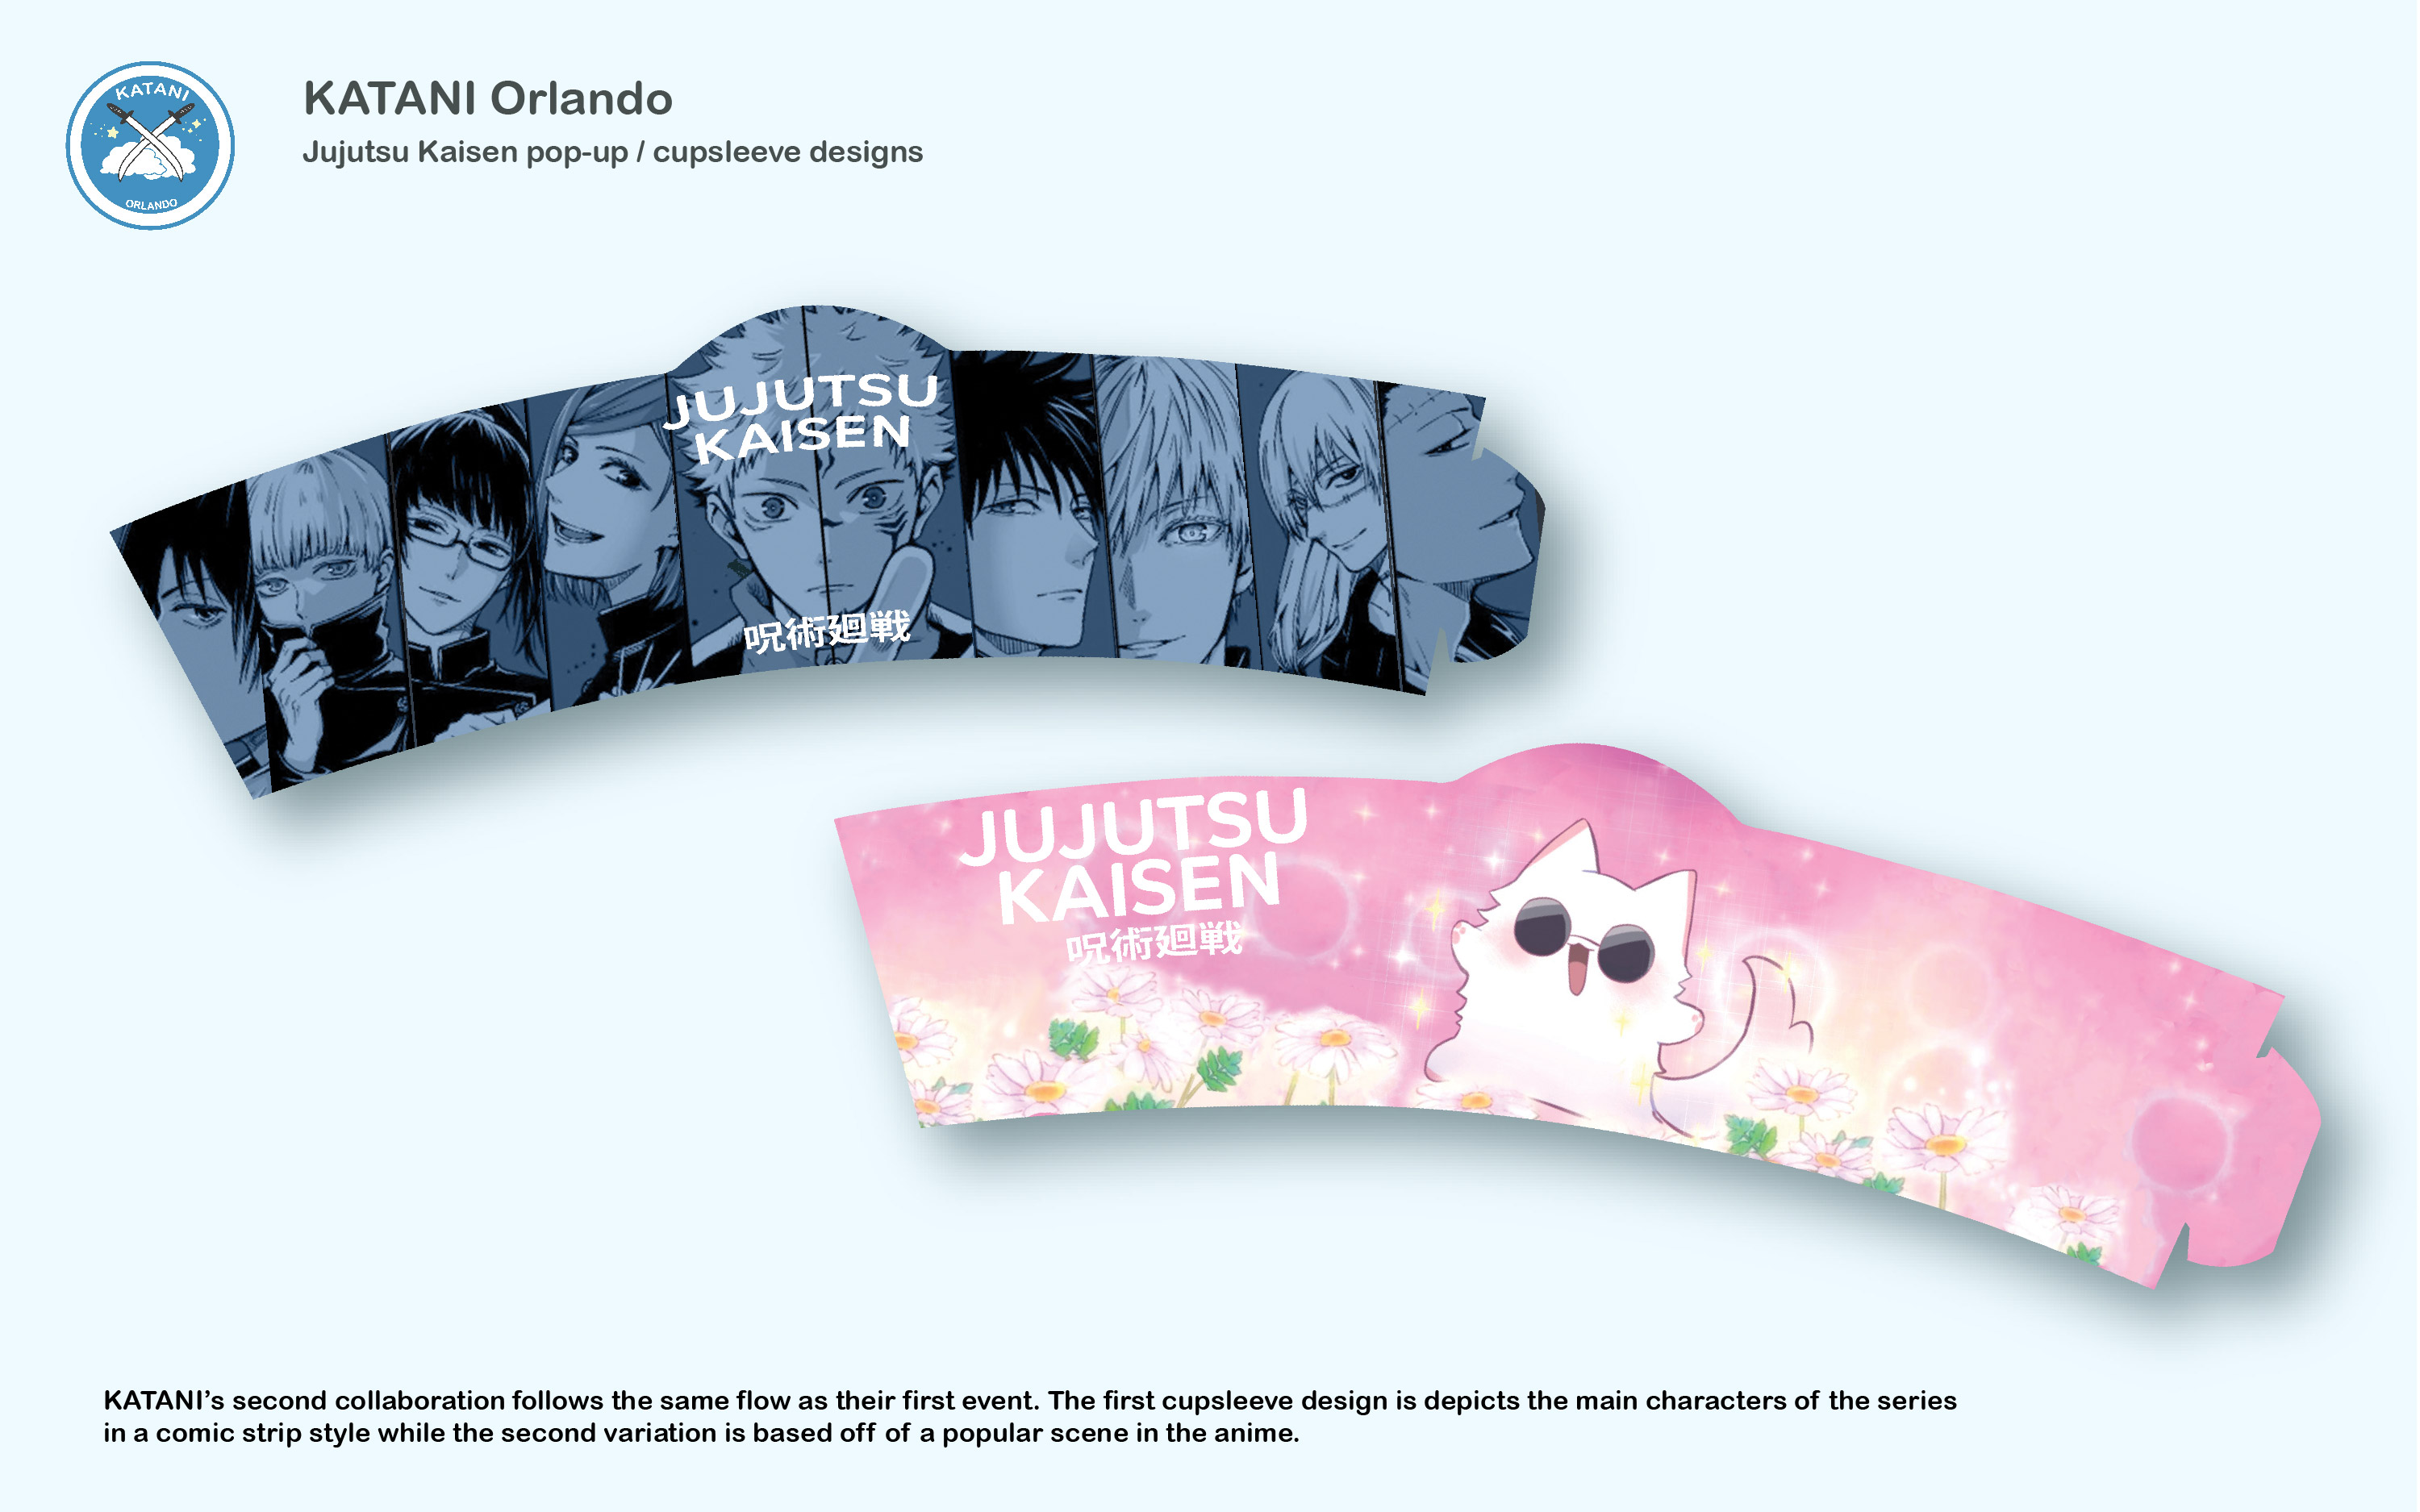 KATANI
ORLANDO
KATANI Orlando
Jujutsu Kaisen pop-up / cupsleeve designs
JUJUTSU
KAISEN
呪術廻戦
JUJUTSU
KAISEN
呪術廻戦
KATANI’s second collaboration follows the same flow as their first event. The first cupsleeve design is depicts the main characters of the series
in a comic strip style while the second variation is based off of a popular scene in the anime.